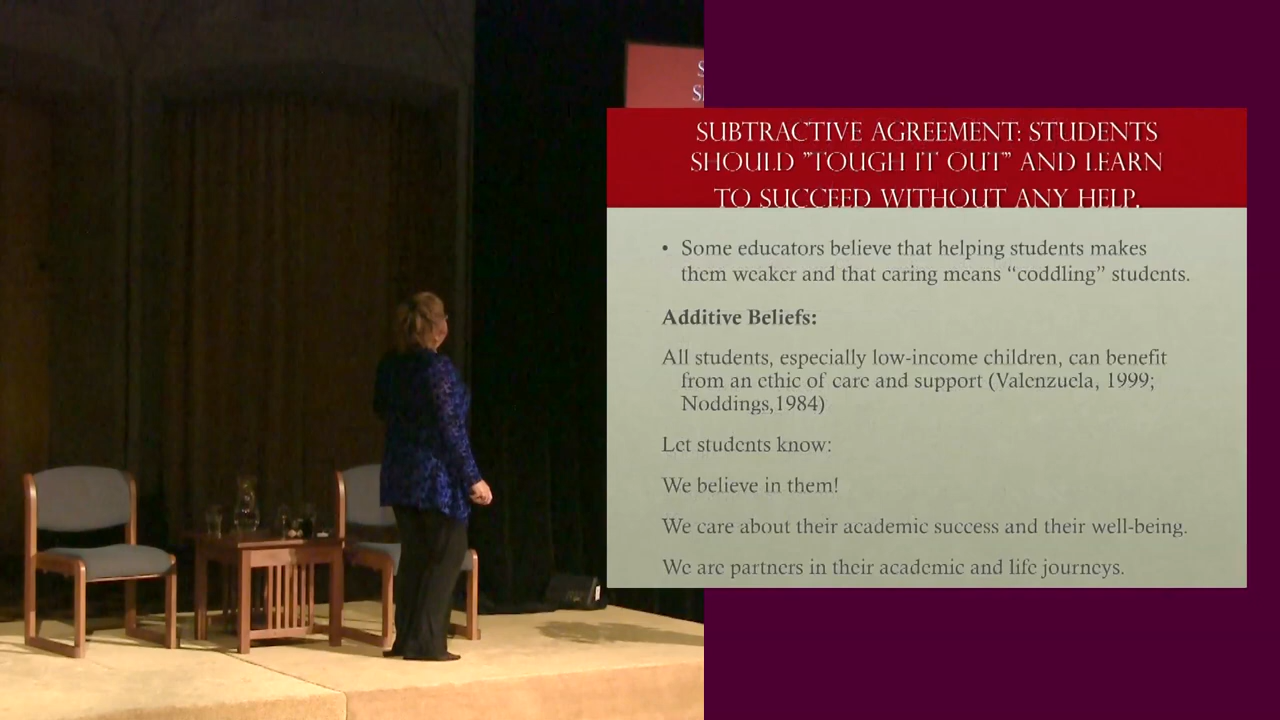 SUBTRACTIVE AGREEMENT: STUDENTS
SHOULD ”TOUGH IT OUT” AND LEARN
TO SUCCEED WITHOUT ANY HELP.
• Some educators believe that helping students makes
them weaker and that caring means “coddling” students.
Additive Beliefs:
All students, especially low-income children, can benefit
from an ethic of care and support (Valenzuela, 1999;
Noddings,1984)
Let students know:
We believe in them!
We care about their academic success and their well-being.
We are partners in their academic and life journeys.